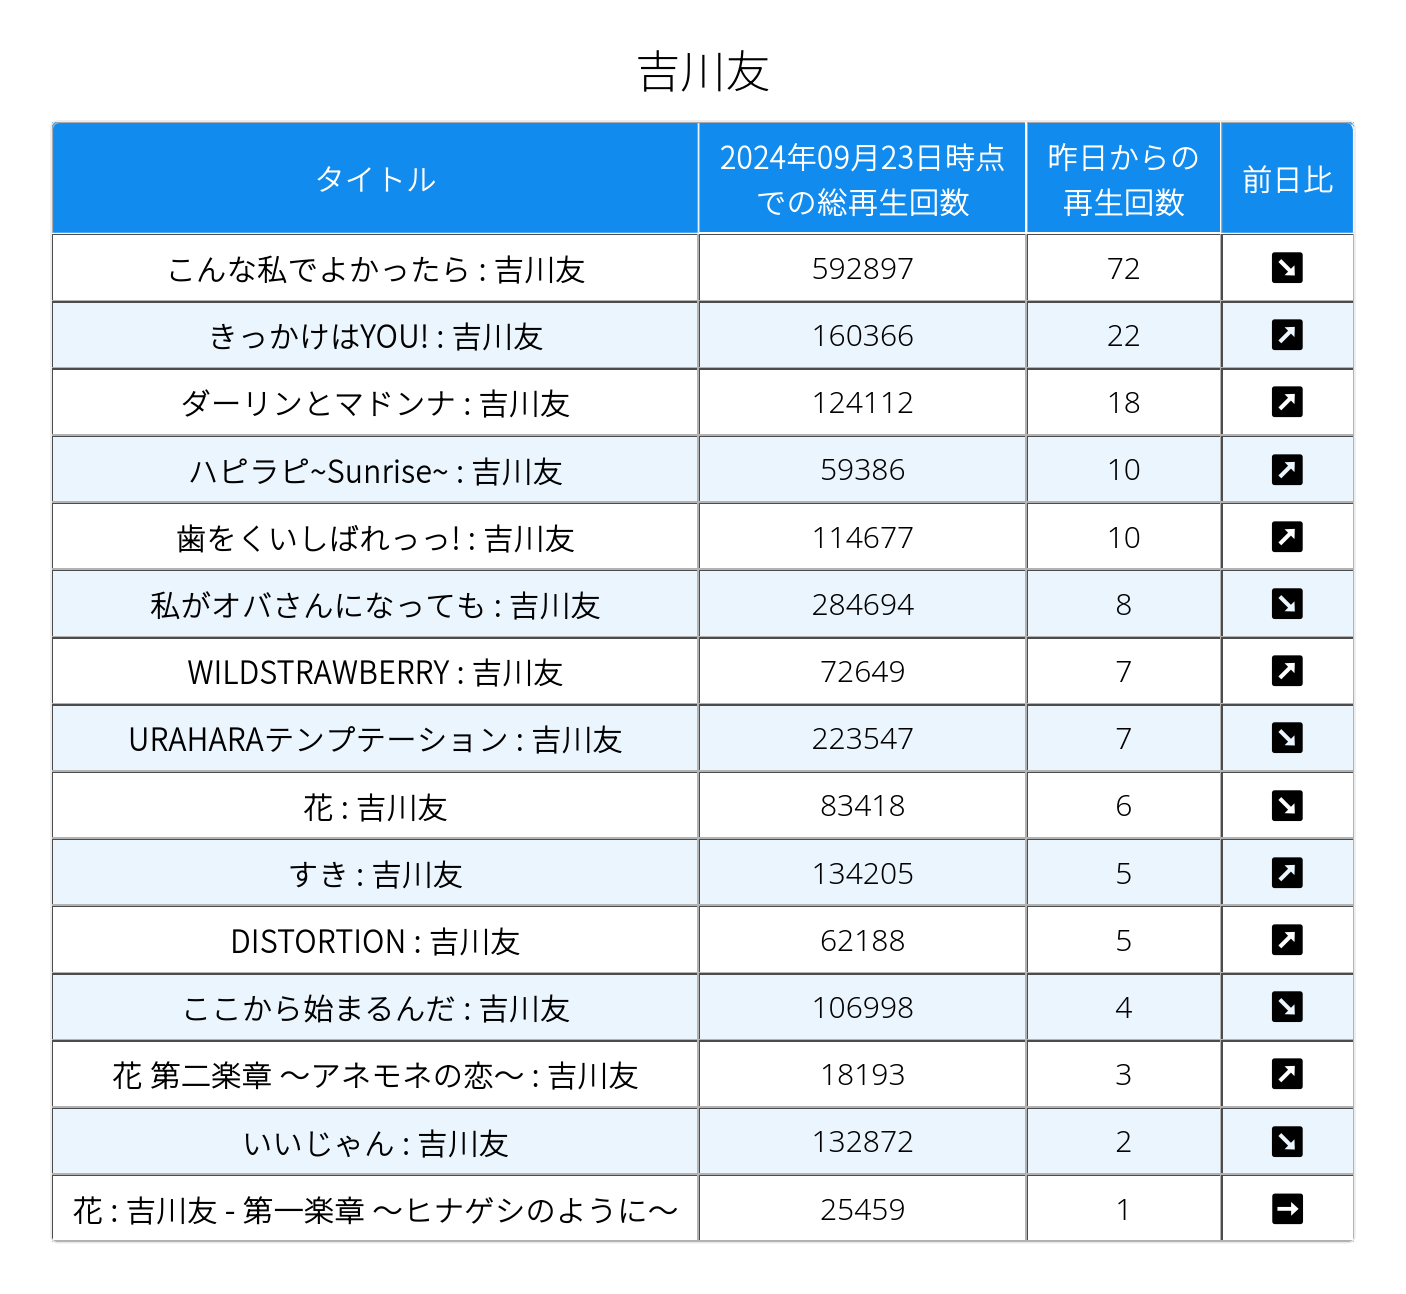 吉川友
タイトル
2024年09月23日時点
での総再生回数
昨日からの
再生回数
前日比
こんな私でよかったら : 吉川友 592897 72 ↘
きっかけはYOU! : 吉川友 160366 22 ↗
ダーリンとマドンナ : 吉川友 124112 18 ↗
ハピラピ~Sunrise~ : 吉川友 59386 10 ↗
歯をくいしばれっっ! : 吉川友 114677 10 ↗
私がオバさんになっても : 吉川友 284694 8 ↘
WILDSTRAWBERRY : 吉川友 72649 7 ↗
URAHARAテンプテーション : 吉川友 223547 7 ↘
花 : 吉川友 83418 6 ↘
すき : 吉川友 134205 5 ↗
DISTORTION : 吉川友 62188 5 ↗
ここから始まるんだ : 吉川友 106998 4 ↘
花 第二楽章 〜アネモネの恋〜 : 吉川友 18193 3 ↗
いいじゃん : 吉川友 132872 2 ↘
花 : 吉川友 - 第一楽章 〜ヒナゲシのように〜 25459 1 →